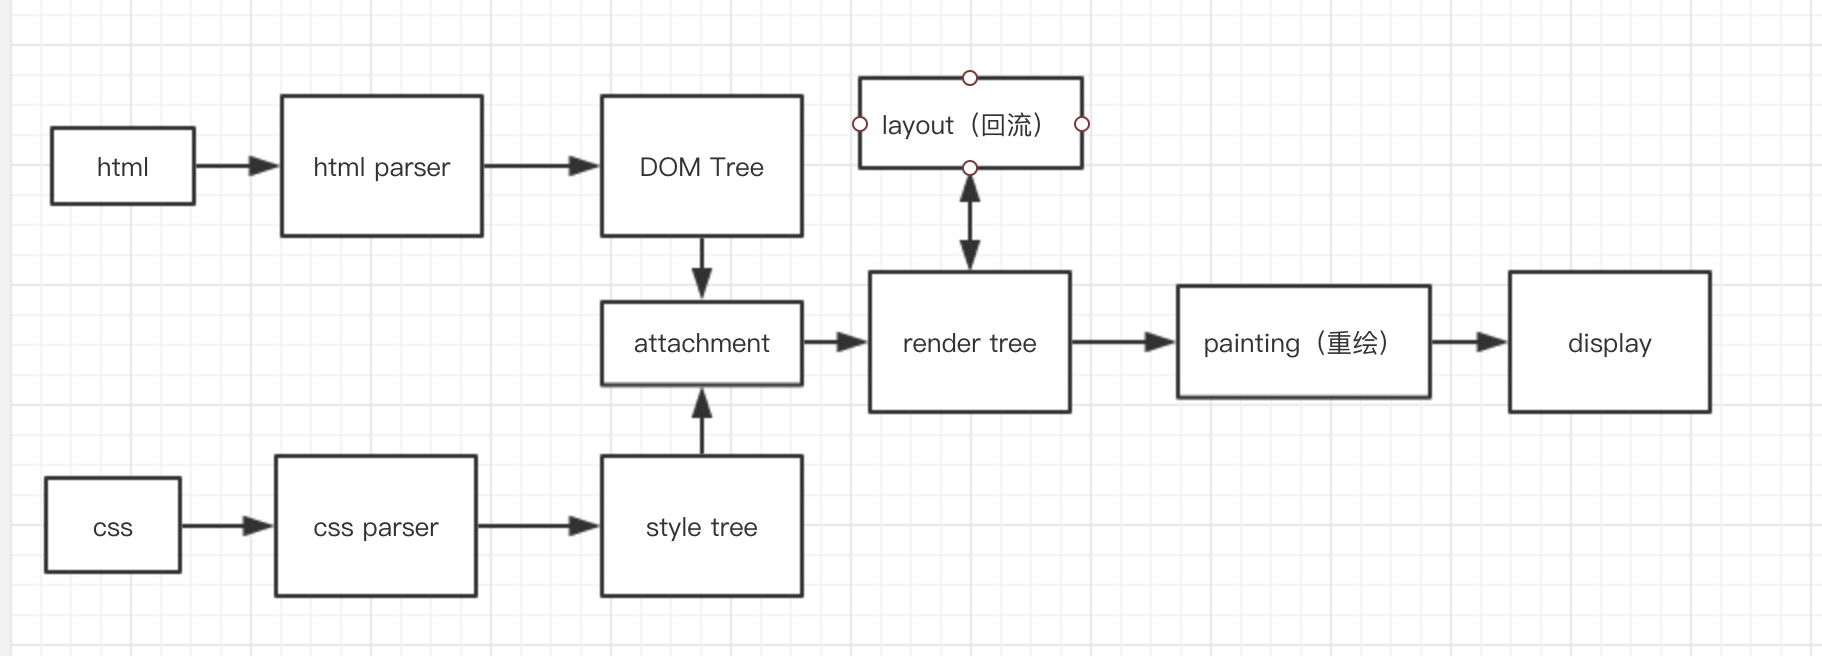 html
html parser
DOM Tree
layout（回流）
attachment
render tree
painting（重绘）
display
css
css parser
style tree